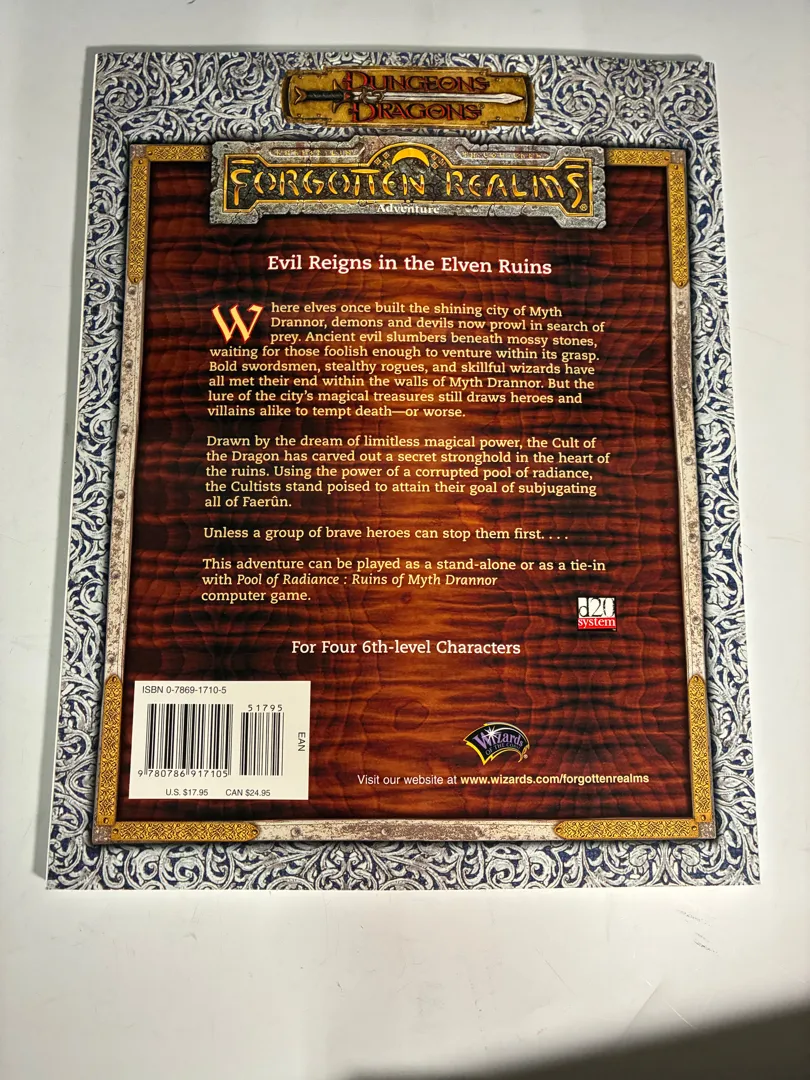 DUNGEONS
DRAGONS®
FORGOTTEN REALMS®
Adventure
Evil Reigns in the Elven Ruins
Where elves once built the shining city of Myth
Drannor, demons and devils now prowl in search of
prey. Ancient evil slumbers beneath mossy stones,
waiting for those foolish enough to venture within its grasp.
Bold swordsmen, stealthy rogues, and skillful wizards have
all met their end within the walls of Myth Drannor. But the
lure of the city's magical treasures still draws heroes and
villains alike to tempt death—or worse.
Drawn by the dream of limitless magical power, the Cult of
the Dragon has carved out a secret stronghold in the heart of
the ruins. Using the power of a corrupted pool of radiance,
the Cultists stand poised to attain their goal of subjugating
all of Faerûn.
Unless a group of brave heroes can stop them first. . . .
This adventure can be played as a stand-alone or as a tie-in
with Pool of Radiance : Ruins of Myth Drannor
computer game.
d20
system
For Four 6th-level Characters
ISBN 0-7869-1710-5
51795
EAN
9 780786 917105
U.S. $17.95 CAN $24.95
Wizards
OF THE COAST
Visit our website at www.wizards.com/forgottenrealms